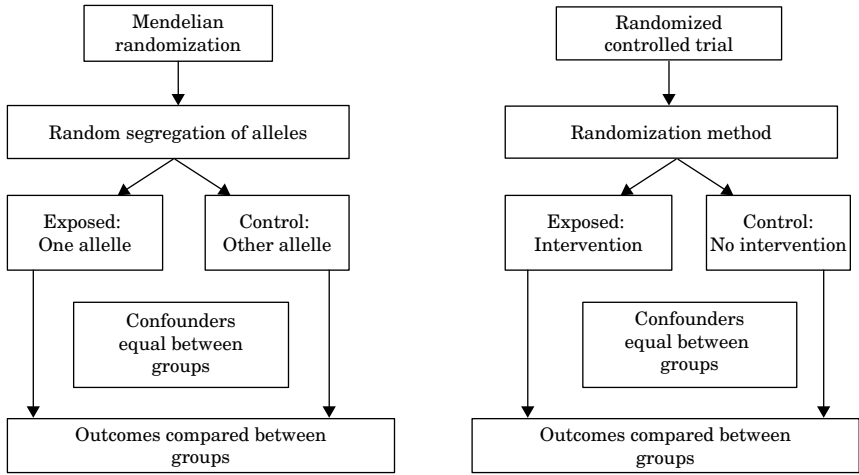 Mendelian
randomization
Random segregation of alleles
Exposed:
One allelle
Control:
Other allele
Confounders
equal between
groups
Outcomes compared between
groups
Randomized
controlled trial
Randomization method
Exposed:
Intervention
Control:
No intervention
Confounders
equal between
groups
Outcomes compared between
groups